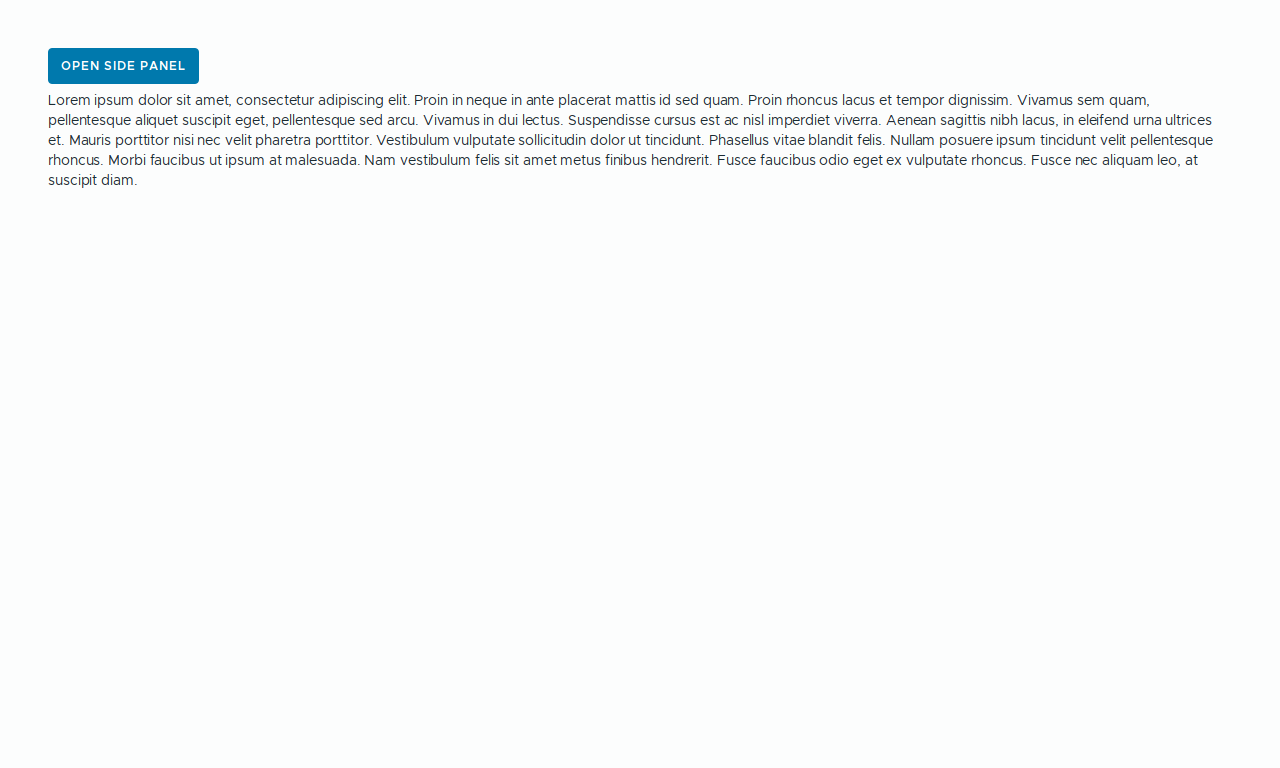 OPEN SIDE PANEL
Lorem ipsum dolor sit amet, consectetur adipiscing elit. Proin in neque in ante placerat mattis id sed quam. Proin rhoncus lacus et tempor dignissim. Vivamus sem quam,
pellentesque aliquet suscipit eget, pellentesque sed arcu. Vivamus in dui lectus. Suspendisse cursus est ac nisl imperdiet viverra. Aenean sagittis nibh lacus, in eleifend urna ultrices
et. Mauris porttitor nisi nec velit pharetra porttitor. Vestibulum vulputate sollicitudin dolor ut tincidunt. Phasellus vitae blandit felis. Nullam posuere ipsum tincidunt velit pellentesque
rhoncus. Morbi faucibus ut ipsum at malesuada. Nam vestibulum felis sit amet metus finibus hendrerit. Fusce faucibus odio eget ex vulputate rhoncus. Fusce nec aliquam leo, at
suscipit diam.